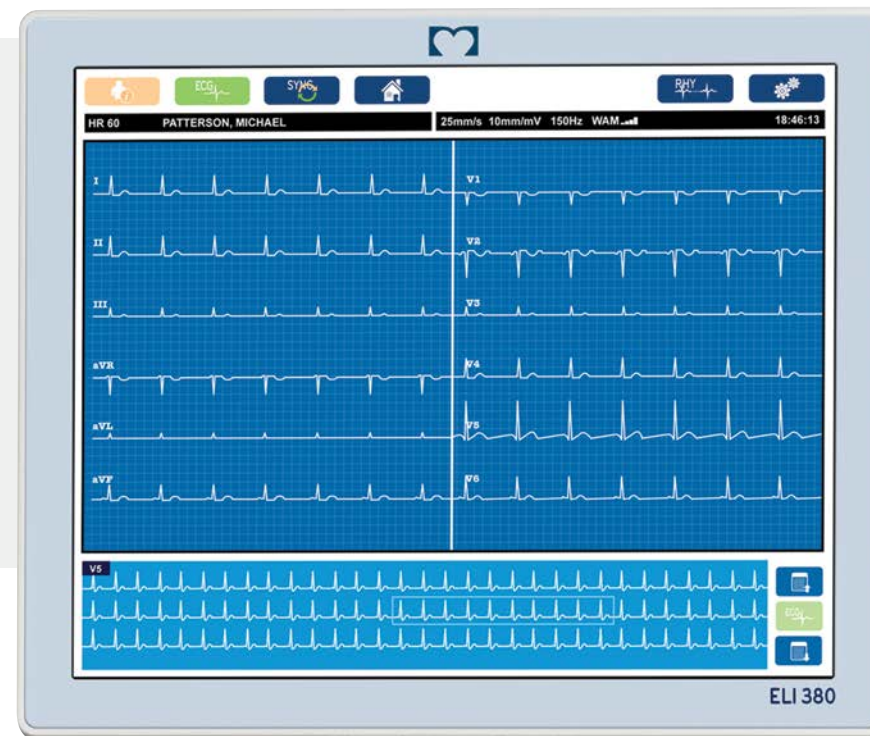 ECG
SYNC
RHY
HR 60 PATTERSON, MICHAEL 25mm/s 10mm/mV 150Hz WAM 18:46:13
I V1
II V2
III V3
aVR V4
aVL V5
aVF V6
V5
ECG
ELI 380